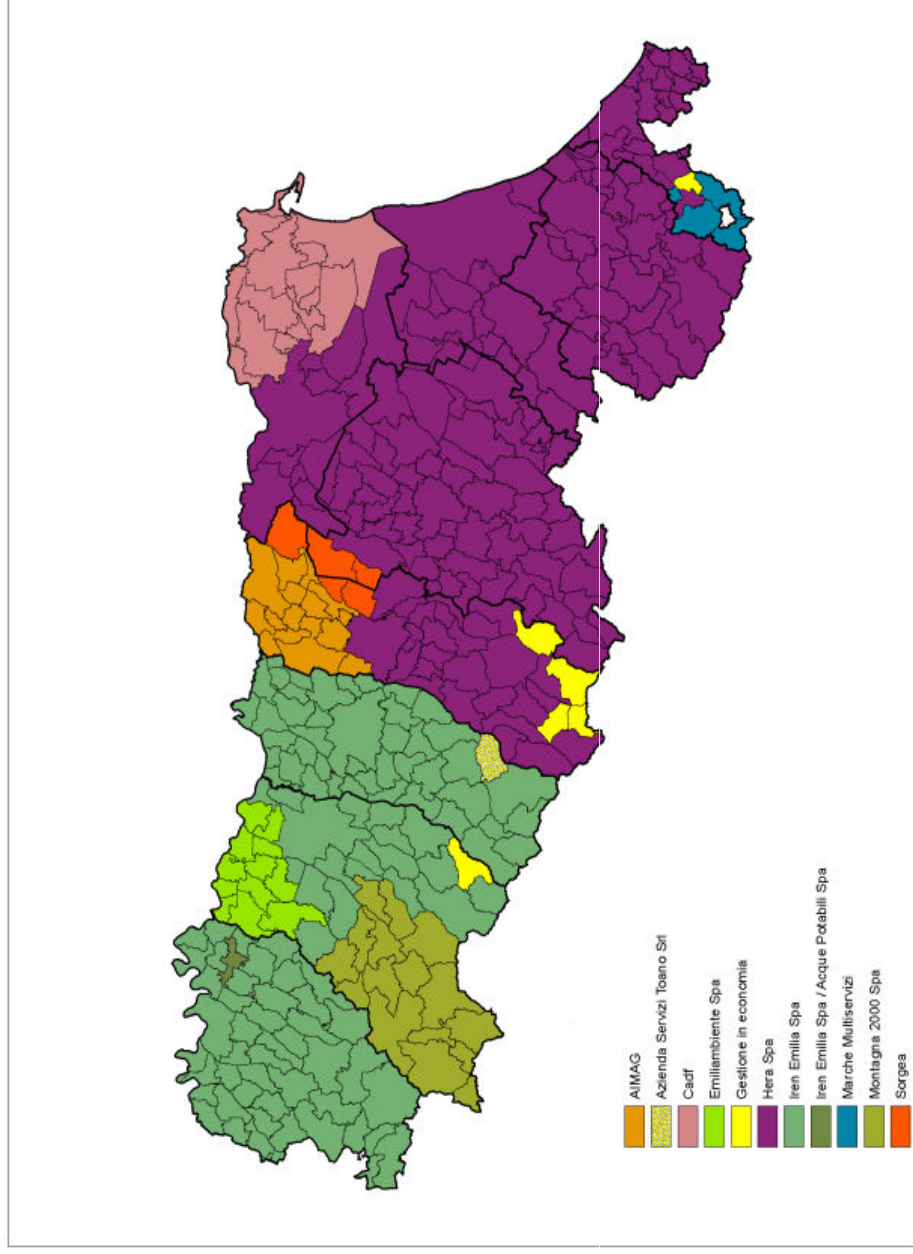 AIMAG
Azienda Servizi Toano Srl
Cadf
Emiliambiente Spa
Gestione in economia
Hera Spa
Iren Emilia Spa
Iren Emilia Spa / Acque Potabili Spa
Marche Multiservizi
Montagna 2000 Spa
Sorgea